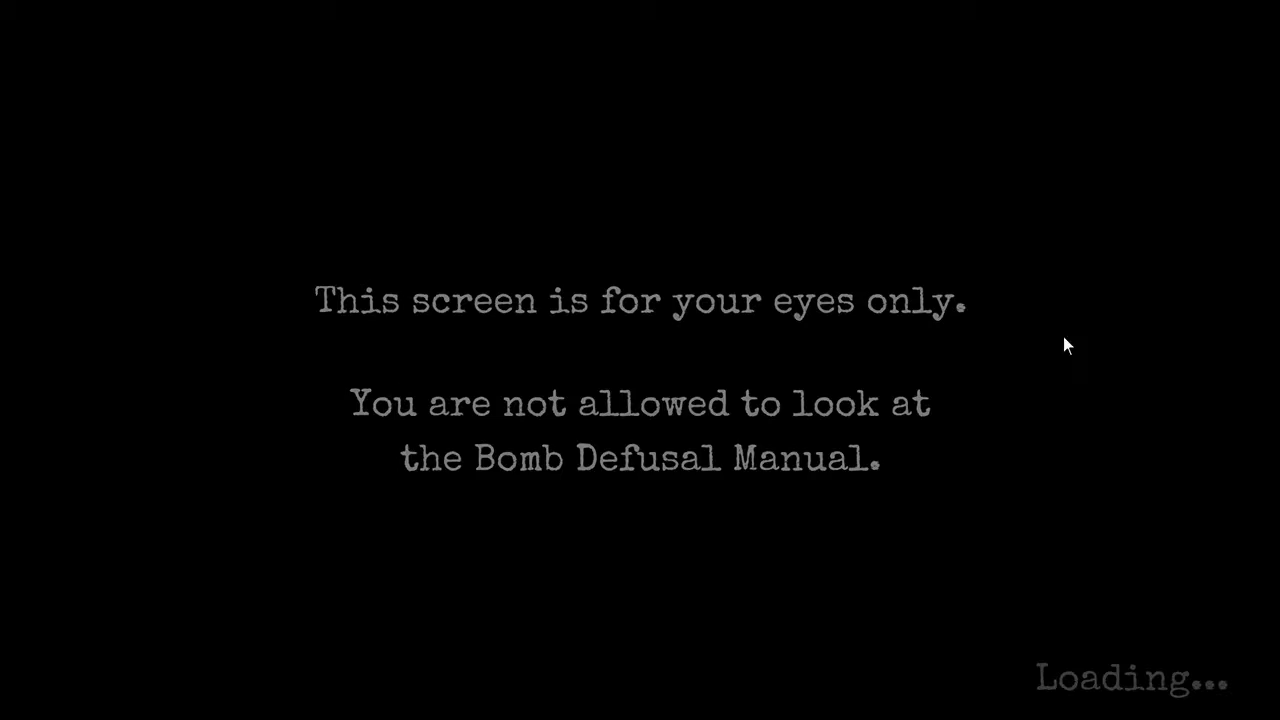 This screen is for your eyes only.
You are not allowed to look at
the Bomb Defusal Manual.
Loading...